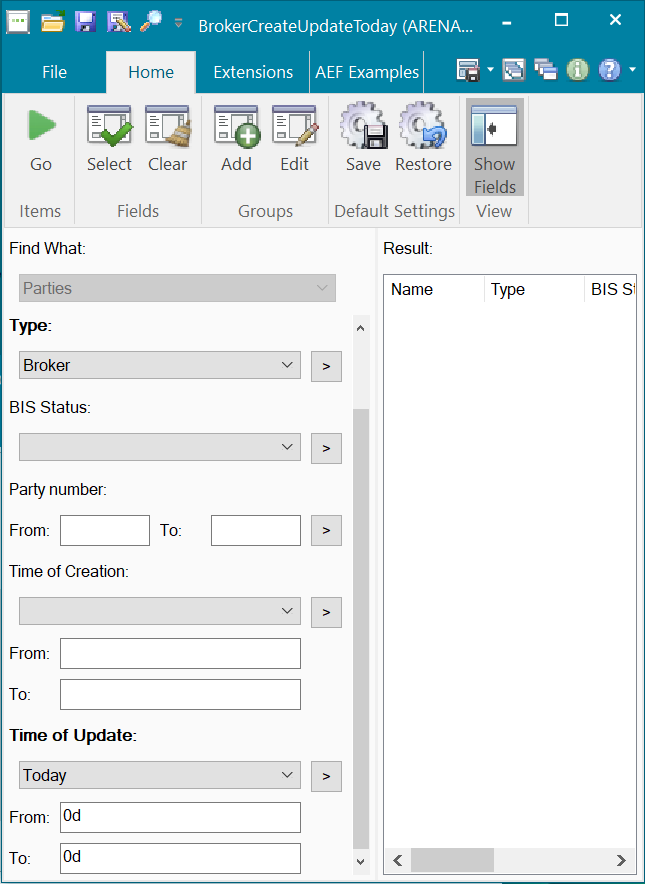 BrokerCreateUpdateToday (ARENA...
File
Home
Extensions
AEF Examples
Go
Select
Clear
Add
Edit
Save
Restore
Show
Fields
Items
Fields
Groups
Default Settings
View
Find What:
Parties
Type:
Broker
>
BIS Status:
>
Party number:
From:
To:
>
Time of Creation:
>
From:
To:
Time of Update:
Today
>
From:
0d
To:
0d
Result:
Name
Type
BIS St